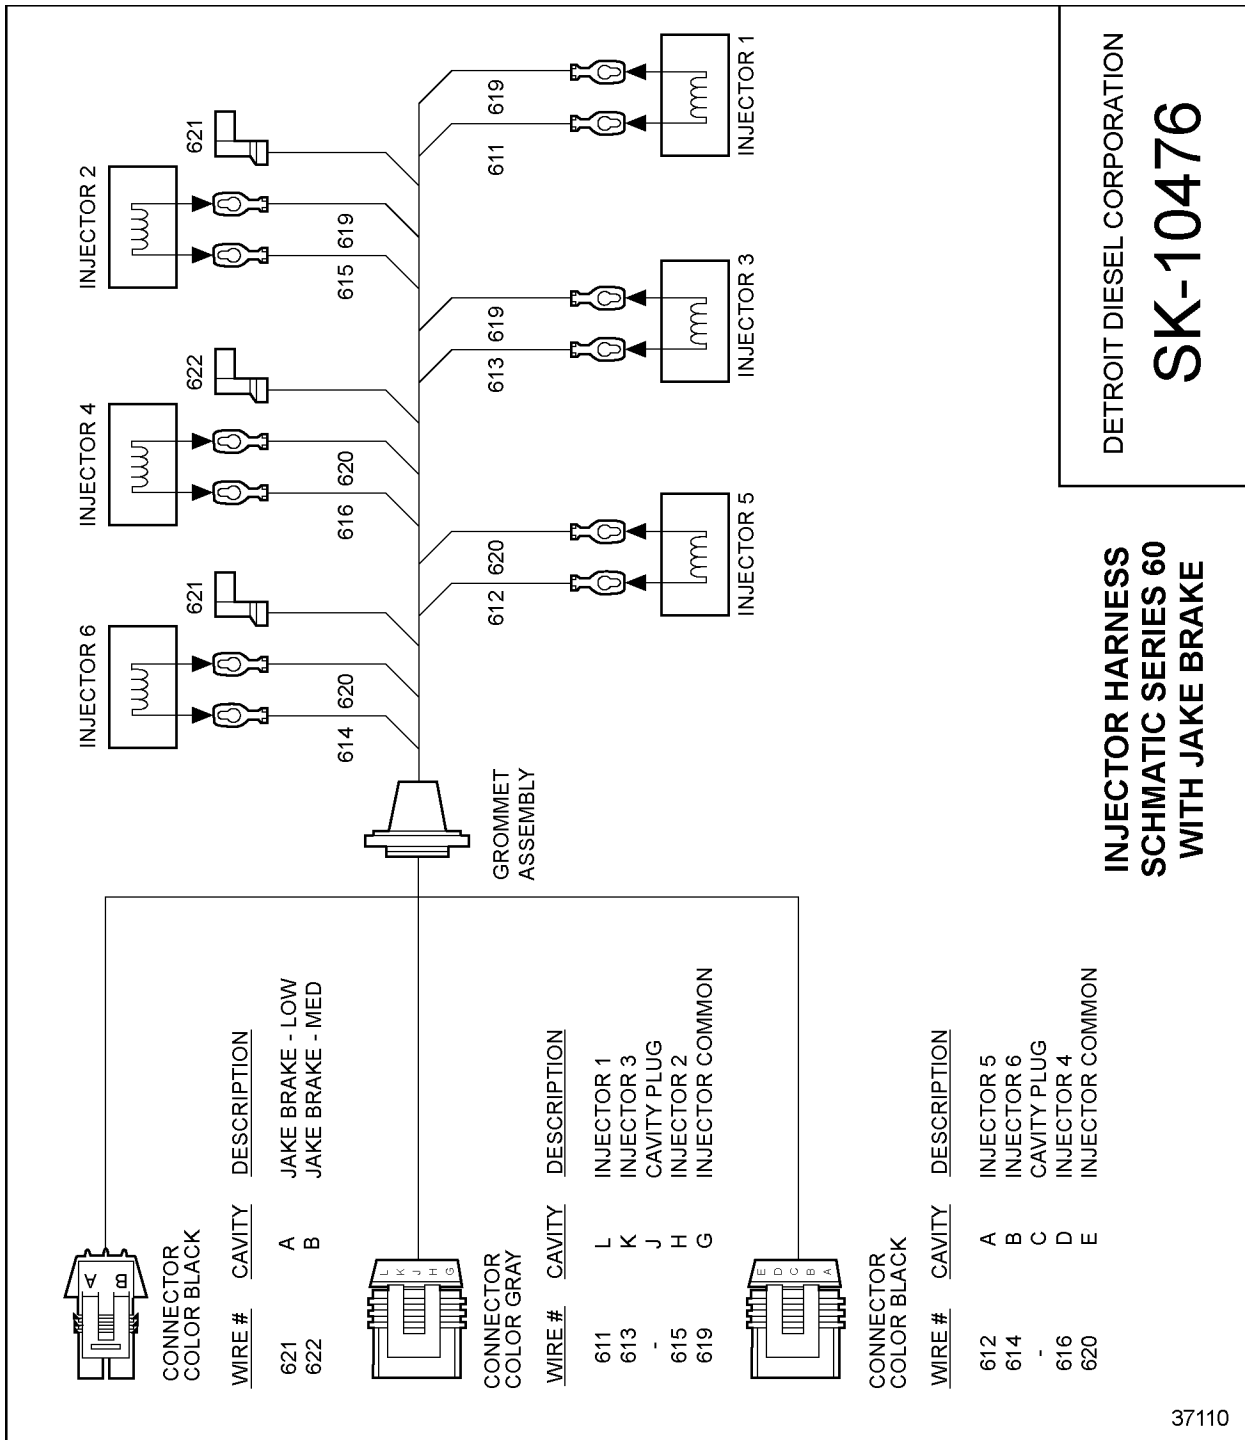 CONNECTOR
COLOR BLACK
A
B
WIRE # CAVITY DESCRIPTION
621 A JAKE BRAKE - LOW
622 B JAKE BRAKE - MED
CONNECTOR
COLOR GRAY
L
K
J
H
G
WIRE # CAVITY DESCRIPTION
611 L INJECTOR 1
613 K INJECTOR 3
- J CAVITY PLUG
615 H INJECTOR 2
619 G INJECTOR COMMON
CONNECTOR
COLOR BLACK
E
D
C
B
A
WIRE # CAVITY DESCRIPTION
612 A INJECTOR 5
614 B INJECTOR 6
- C CAVITY PLUG
616 D INJECTOR 4
620 E INJECTOR COMMON
GROMMET
ASSEMBLY
INJECTOR 6
614
620
621
INJECTOR 4
616
620
622
INJECTOR 2
615
619
621
612
620
INJECTOR 5
613
619
INJECTOR 3
611
619
INJECTOR 1
INJECTOR HARNESS
SCHMATIC SERIES 60
WITH JAKE BRAKE
DETROIT DIESEL CORPORATION
SK-10476
37110